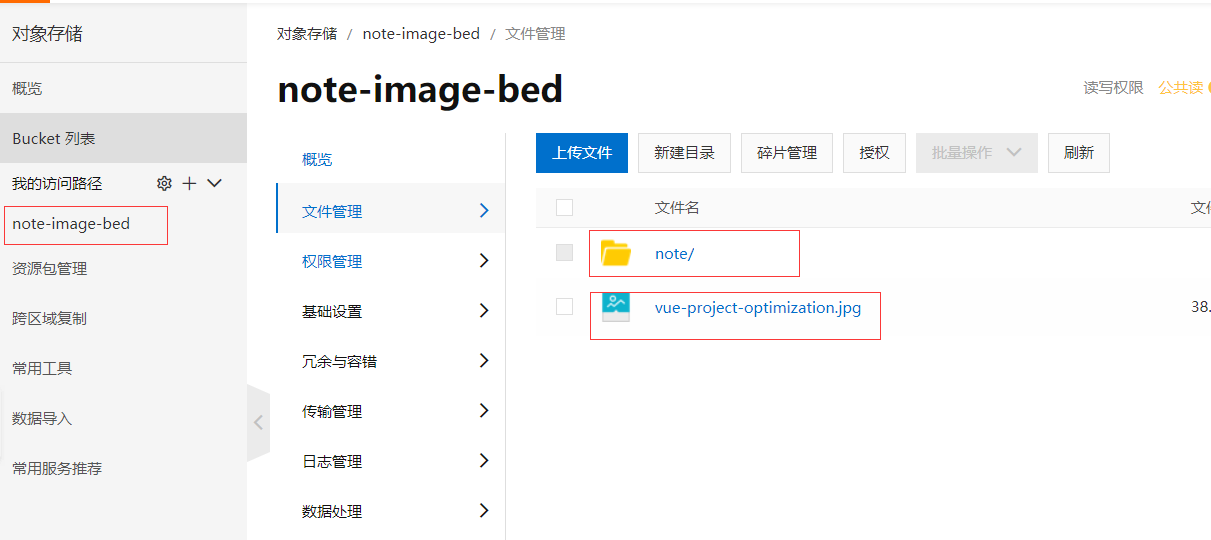 对象存储
概览
Bucket 列表
我的访问路径
note-image-bed
资源包管理
跨区域复制
常用工具
数据导入
常用服务推荐
对象存储 / note-image-bed / 文件管理
note-image-bed
读写权限 公共读
概览
文件管理
权限管理
基础设置
冗余与容错
传输管理
日志管理
数据处理
上传文件 新建目录 碎片管理 授权 批量操作 刷新
文件名
note/
vue-project-optimization.jpg 38.